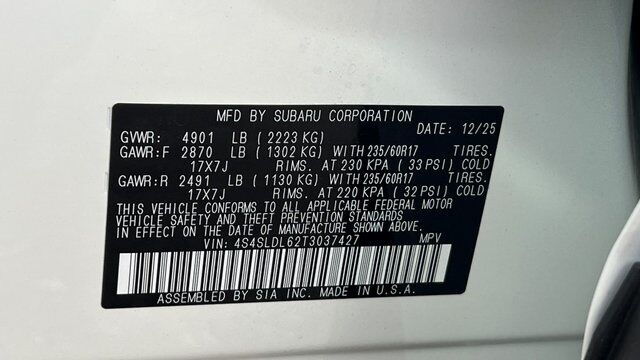 MFD BY SUBARU CORPORATION
GVWR: 4901 LB (2223 KG) DATE: 12/25
GAWR:F 2870 LB (1302 KG) WITH 235/60R17 TIRES.
17X7J RIMS. AT 230 KPA (33 PSI) COLD
GAWR:R 2491 LB (1130 KG) WITH 235/60R17 TIRES.
17X7J RIMS. AT 220 KPA (32 PSI) COLD
THIS VEHICLE CONFORMS TO ALL APPLICABLE FEDERAL MOTOR
VEHICLE SAFETY AND THEFT PREVENTION STANDARDS
IN EFFECT ON THE DATE OF MANUFACTURE SHOWN ABOVE.
VIN: 4S4SLDL62T3037427 MPV
ASSEMBLED BY SIA INC. MADE IN U.S.A.